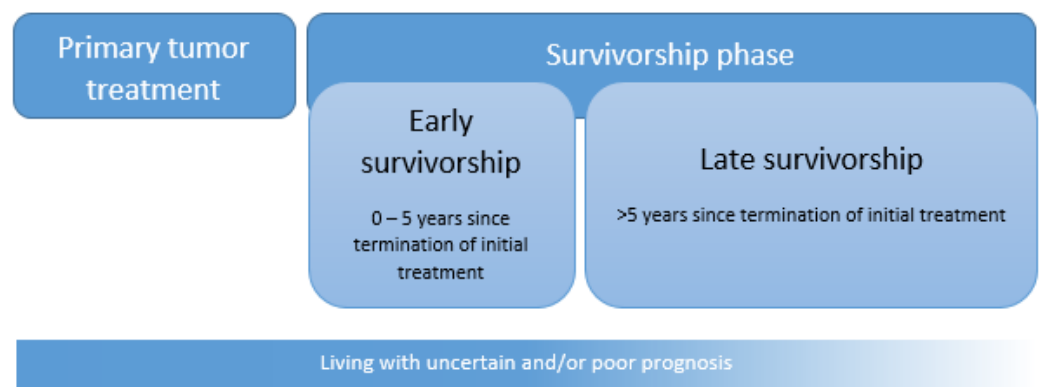 Primary tumor
treatment
Survivorship phase
Early
survivorship
0 – 5 years since
termination of initial
treatment
Late survivorship
>5 years since termination of initial treatment
Living with uncertain and/or poor prognosis